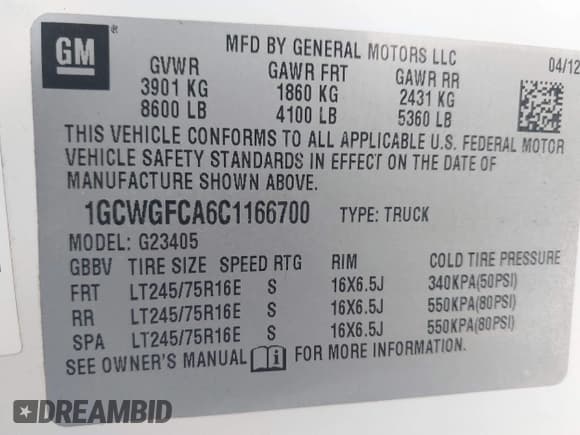 GM ®
MFD BY GENERAL MOTORS LLC
04/12
GVWR GAWR FRT GAWR RR
3901 KG 1860 KG 2431 KG
8600 LB 4100 LB 5360 LB
THIS VEHICLE CONFORMS TO ALL APPLICABLE U.S. FEDERAL MOTOR
VEHICLE SAFETY STANDARDS IN EFFECT ON THE DATE OF
MANUFACTURE SHOWN ABOVE.
1GCWGFCA6C1166700 TYPE: TRUCK
MODEL: G23405
GBBV TIRE SIZE SPEED RTG RIM COLD TIRE PRESSURE
FRT LT245/75R16E S 16X6.5J 340KPA(50PSI)
RR LT245/75R16E S 16X6.5J 550KPA(80PSI)
SPA LT245/75R16E S 16X6.5J 550KPA(80PSI)
SEE OWNER'S MANUAL i FOR MORE INFORMATION.
DREAMBID